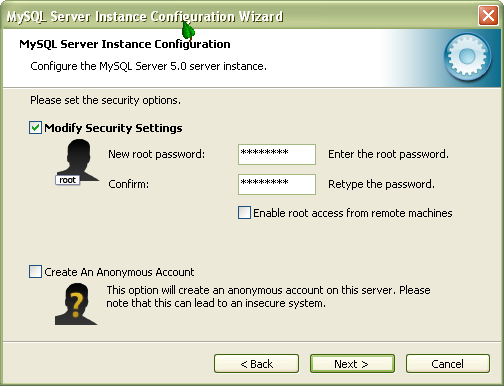 MySQL Server Instance Configuration Wizard
MySQL Server Instance Configuration
Configure the MySQL Server 5.0 server instance.
Please set the security options.
Modify Security Settings
New root password: ******** Enter the root password.
root
Confirm: ******** Retype the password.
Enable root access from remote machines
Create An Anonymous Account
This option will create an anonymous account on this server. Please
note that this can lead to an insecure system.
< Back Next > Cancel